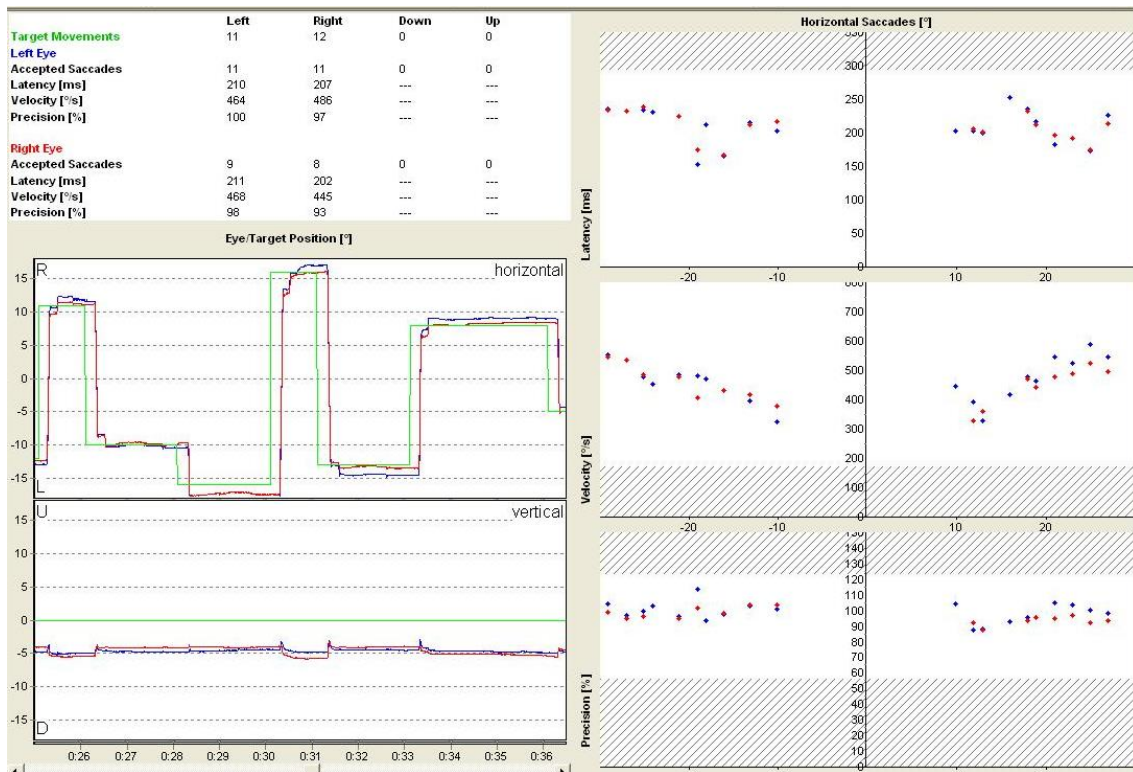 Left Right Down Up
Target Movements 11 12 0 0
Left Eye
Accepted Saccades 11 11 0 0
Latency [ms] 210 207 --- ---
Velocity [°/s] 464 486 --- ---
Precision [%] 100 97 --- ---
Right Eye
Accepted Saccades 9 8 0 0
Latency [ms] 211 202 --- ---
Velocity [°/s] 468 445 --- ---
Precision [%] 98 93 --- ---
Eye/Target Position [°]
R horizontal
15
10
5
0
-5
-10
-15
L
U vertical
15
10
5
0
-5
-10
-15
D
0:26 0:27 0:28 0:30 0:31 0:32 0:33 0:34 0:35 0:36
Horizontal Saccades [°]
Latency [ms]
350
300
250
200
150
100
50
0
-20 -10 10 20
Velocity [°/s]
800
700
600
500
400
300
200
100
0
-20 -10 10 20
Precision [%]
150
140
130
120
110
100
90
80
70
60
50
40
30
20
10
0